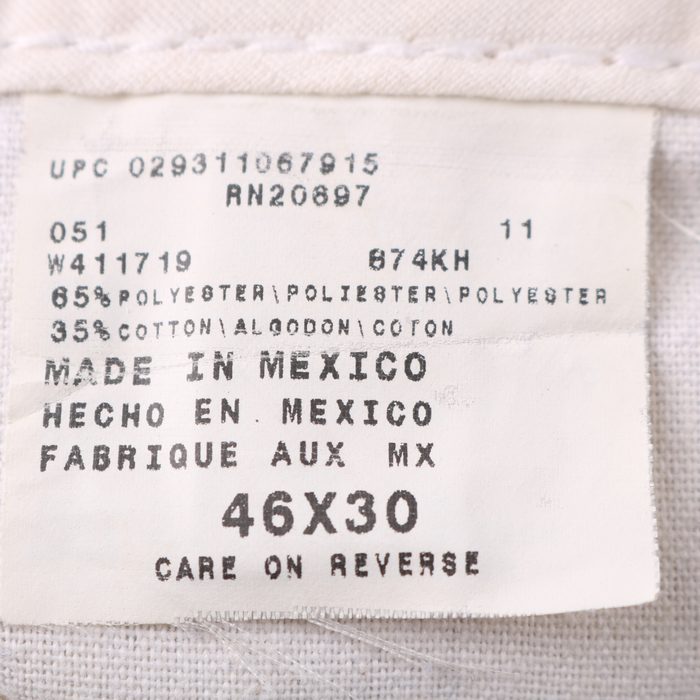 UPC 029311067915
RN20697
051 11
W411719 874KH
65% POLYESTER\POLIESTER\POLYESTER
35% COTTON\ALGODON\COTON
MADE IN MEXICO
HECHO EN MEXICO
FABRIQUE AUX MX
46X30
CARE ON REVERSE